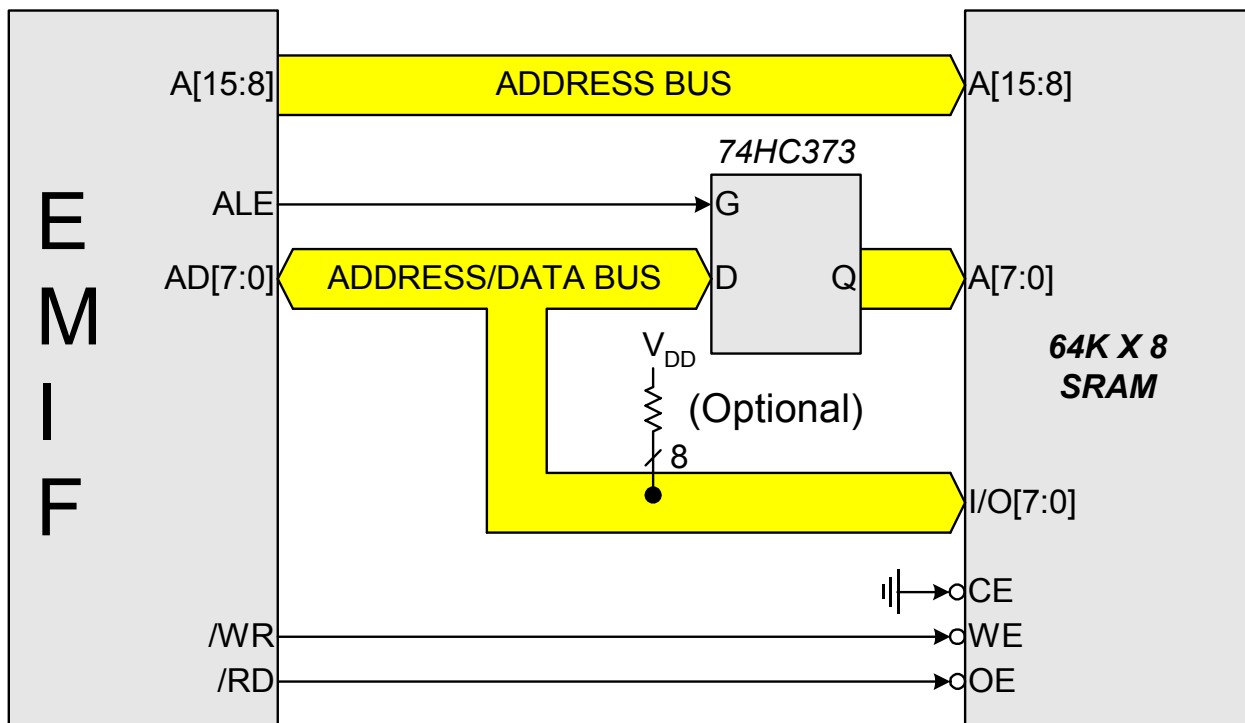 A[15:8] ADDRESS BUS A[15:8]
74HC373
ALE G
AD[7:0] ADDRESS/DATA BUS D Q A[7:0]
E
M
I
F
VDD
(Optional)
8
64K X 8
SRAM
I/O[7:0]
CE
/WR WE
/RD OE